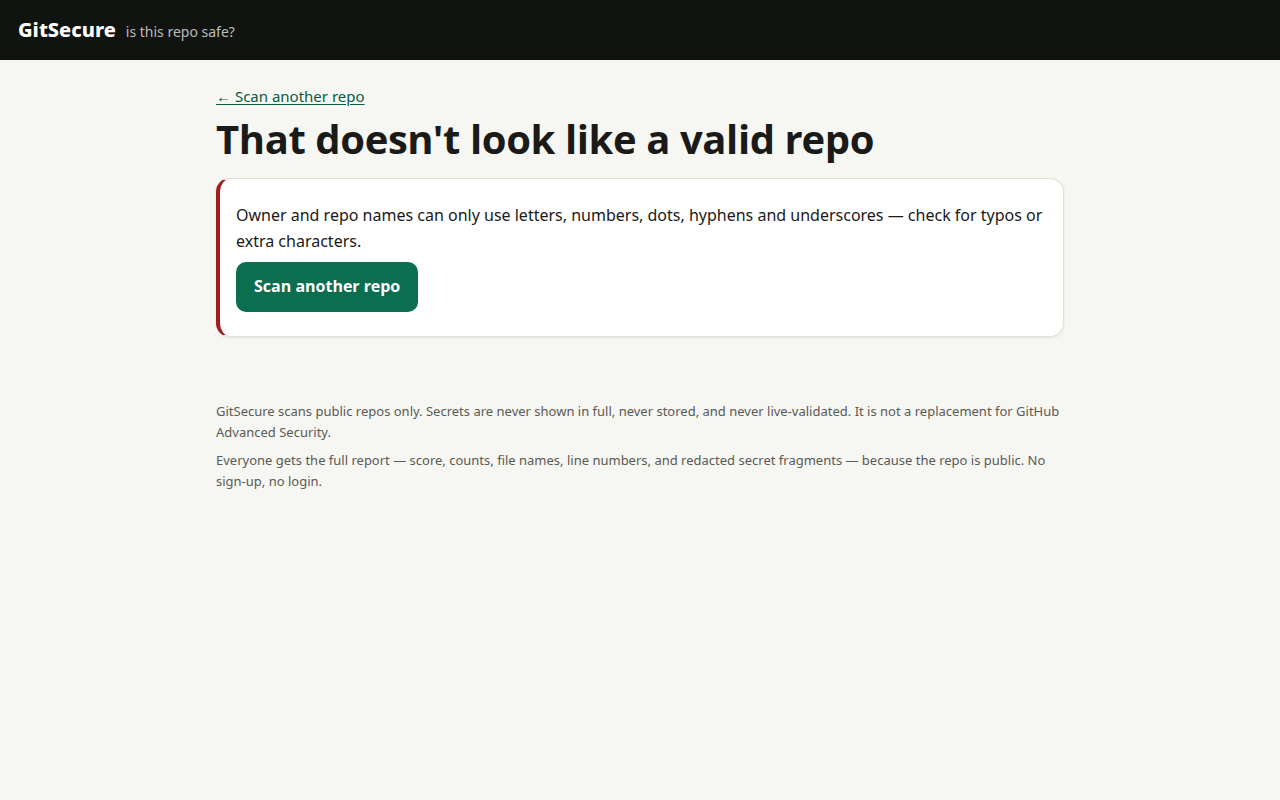 GitSecure is this repo safe?
← Scan another repo
That doesn't look like a valid repo
Owner and repo names can only use letters, numbers, dots, hyphens and underscores — check for typos or
extra characters.
Scan another repo
GitSecure scans public repos only. Secrets are never shown in full, never stored, and never live-validated. It is not a replacement for GitHub
Advanced Security.
Everyone gets the full report — score, counts, file names, line numbers, and redacted secret fragments — because the repo is public. No
sign-up, no login.